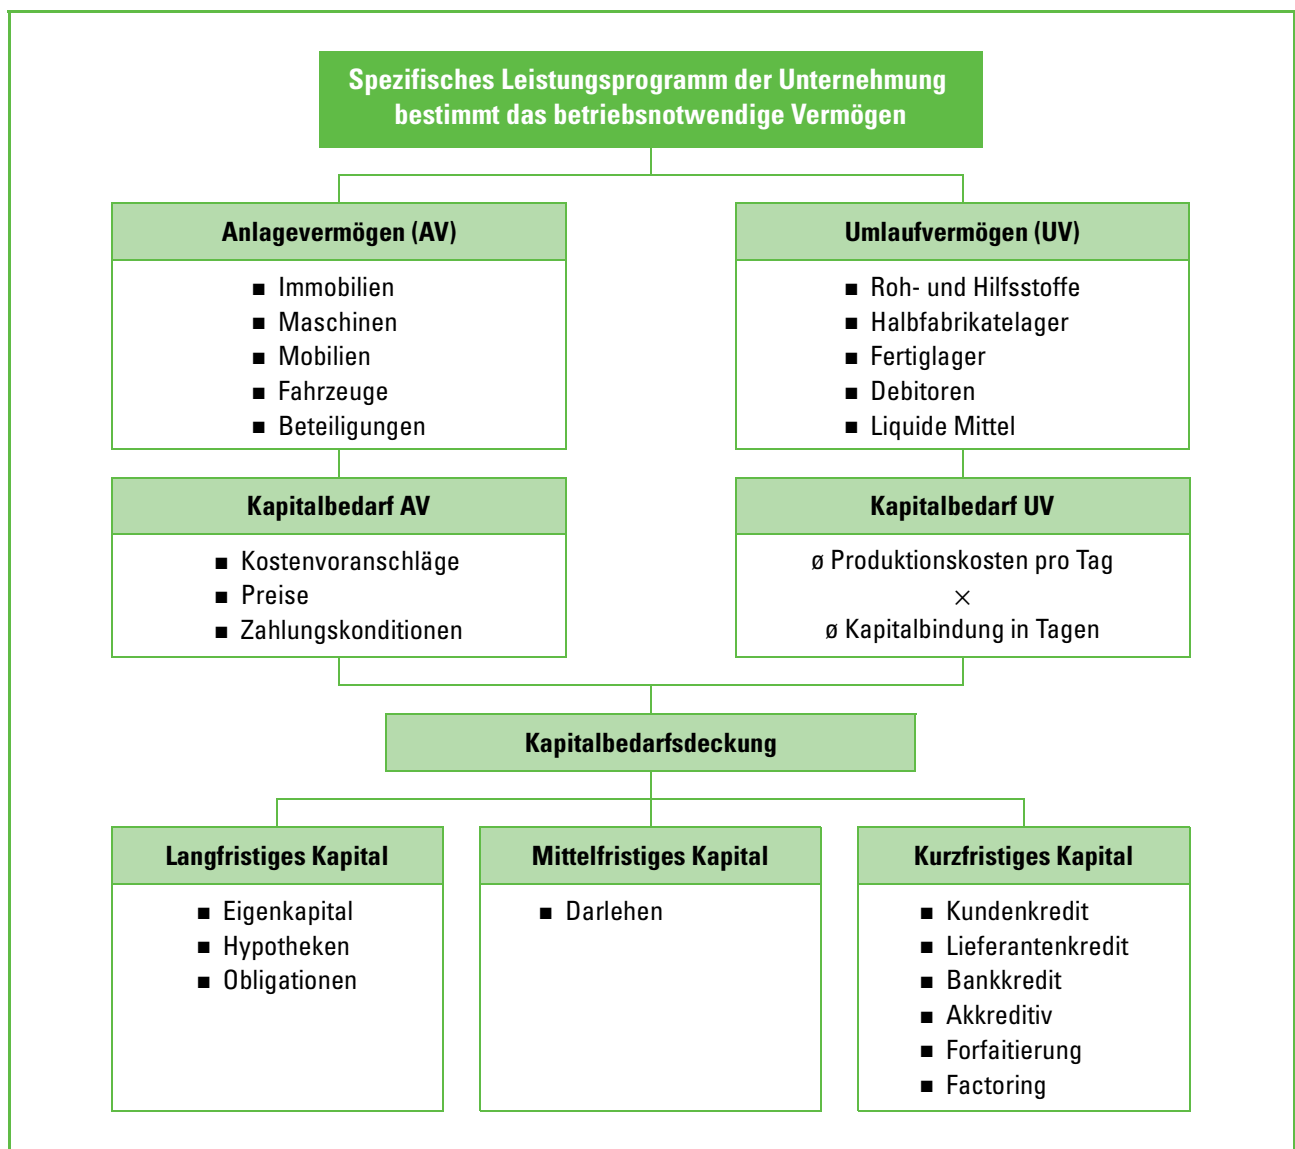 Spezifisches Leistungsprogramm der Unternehmung
bestimmt das betriebsnotwendige Vermögen
Anlagevermögen (AV)
■ Immobilien
■ Maschinen
■ Mobilien
■ Fahrzeuge
■ Beteiligungen
Umlaufvermögen (UV)
■ Roh- und Hilfsstoffe
■ Halbfabrikatelager
■ Fertiglager
■ Debitoren
■ Liquide Mittel
Kapitalbedarf AV
■ Kostenvoranschläge
■ Preise
■ Zahlungskonditionen
Kapitalbedarf UV
ø Produktionskosten pro Tag
×
ø Kapitalbindung in Tagen
Kapitalbedarfsdeckung
Langfristiges Kapital
■ Eigenkapital
■ Hypotheken
■ Obligationen
Mittelfristiges Kapital
■ Darlehen
Kurzfristiges Kapital
■ Kundenkredit
■ Lieferantenkredit
■ Bankkredit
■ Akkreditiv
■ Forfaitierung
■ Factoring